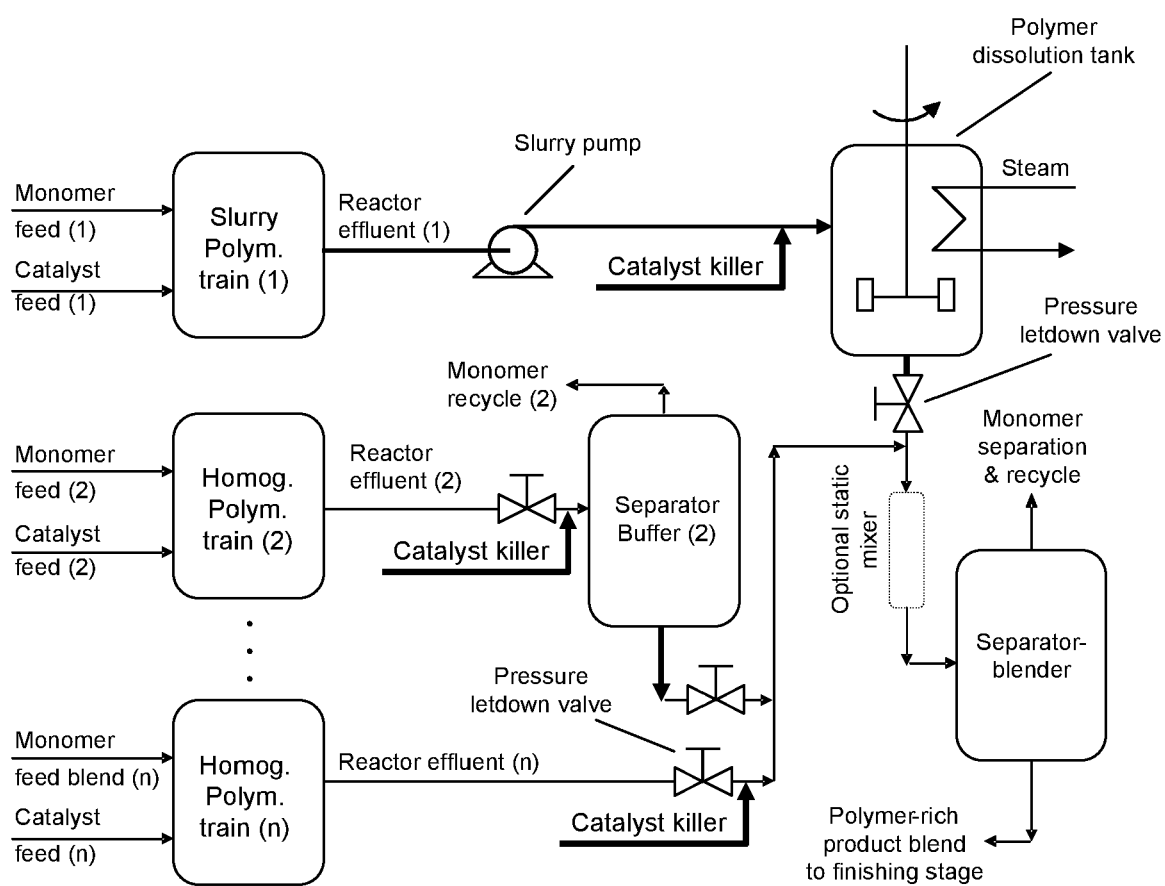 Polymer
dissolution tank
Slurry pump
Steam
Monomer
feed (1)
Catalyst
feed (1)
Slurry
Polym.
train (1)
Reactor
effluent (1)
Catalyst killer
Pressure
letdown valve
Monomer
recycle (2)
Monomer
separation
& recycle
Monomer
feed (2)
Catalyst
feed (2)
Homog.
Polym.
train (2)
Reactor
effluent (2)
Catalyst killer
Separator
Buffer (2)
Optional static
mixer
Separator-
blender
Pressure
letdown valve
Monomer
feed blend (n)
Catalyst
feed (n)
Homog.
Polym.
train (n)
Reactor effluent (n)
Catalyst killer
Polymer-rich
product blend
to finishing stage